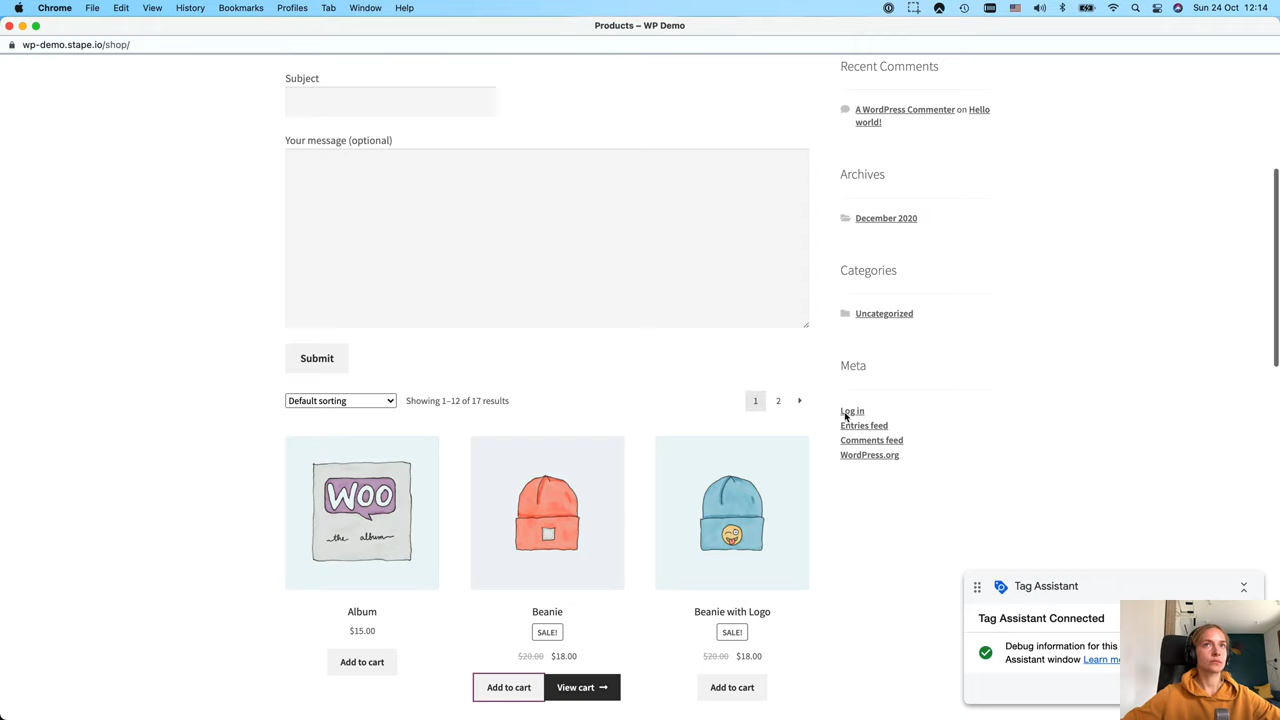 Chrome File Edit View History Bookmarks Profiles Tab Window Help Sun 24 Oct 12:14
Products – WP Demo
wp-demo.stape.io/shop/
Subject
Your message (optional)
Submit
Default sorting Showing 1–12 of 17 results 1 2
Recent Comments
A WordPress Commenter on Hello
world!
Archives
December 2020
Categories
Uncategorized
Meta
Log in
Entries feed
Comments feed
WordPress.org
WOO
the album
Album
$15.00
Add to cart
Beanie
SALE!
$20.00 $18.00
Add to cart View cart
Beanie with Logo
SALE!
$20.00 $18.00
Add to cart
Tag Assistant
Tag Assistant Connected
Debug information for this
Assistant window Learn m